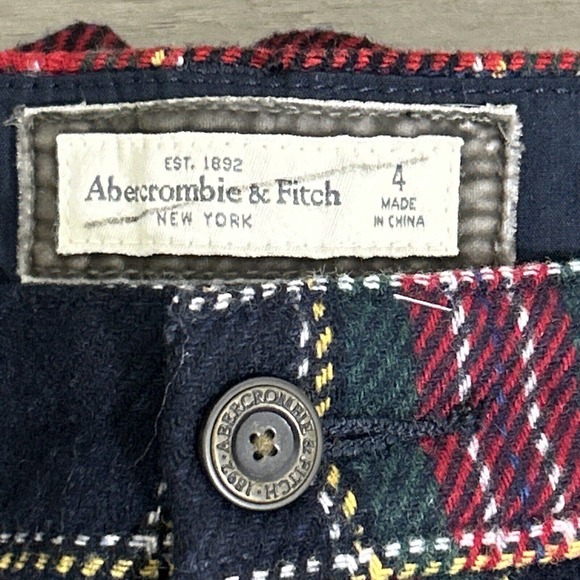 EST. 1892
Abercrombie & Fitch
NEW YORK
4
MADE
IN CHINA
ABERCROMBIE & FITCH • 1892 •